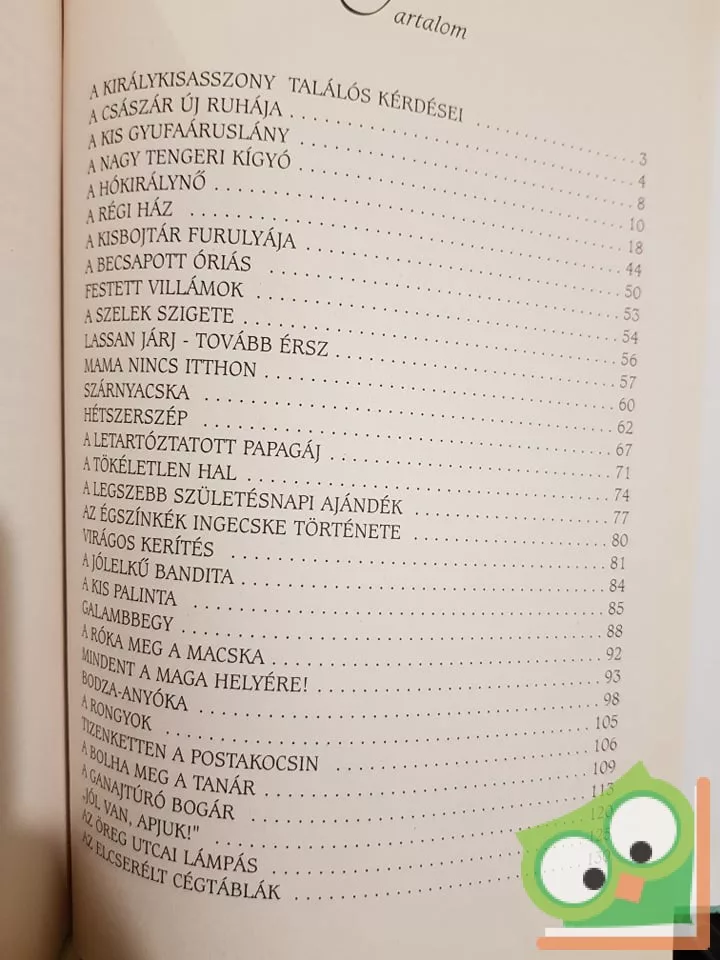 Tartalom
A KIRÁLYKISASSZONY TALÁLÓS KÉRDÉSEI ........ 3
A CSÁSZÁR ÚJ RUHÁJA ........ 4
A KIS GYUFAÁRUSLÁNY ........ 8
A NAGY TENGERI KÍGYÓ ........ 10
A HÓKIRÁLYNŐ ........ 18
A RÉGI HÁZ ........ 44
A KISBOJTÁR FURULYÁJA ........ 50
A BECSAPOTT ÓRIÁS ........ 53
FESTETT VILLÁMOK ........ 54
A SZELEK SZIGETE ........ 56
LASSAN JÁRJ - TOVÁBB ÉRSZ ........ 57
MAMA NINCS ITTHON ........ 60
SZÁRNYACSKA ........ 62
HÉTSZERSZÉP ........ 67
A LETARTÓZTATOTT PAPAGÁJ ........ 71
A TÖKÉLETLEN HAL ........ 74
A LEGSZEBB SZÜLETÉSNAPI AJÁNDÉK ........ 77
AZ ÉGSZÍNKÉK INGECSKE TÖRTÉNETE ........ 80
VIRÁGOS KERÍTÉS ........ 81
A JÓLELKŰ BANDITA ........ 84
A KIS PALINTA ........ 85
GALAMBBEGY ........ 88
A RÓKA MEG A MACSKA ........ 92
MINDENT A MAGA HELYÉRE! ........ 93
BODZA-ANYÓKA ........ 98
A RONGYOK ........ 105
TIZENKETTEN A POSTAKOCSIN ........ 106
A BOLHA MEG A TANÁR ........ 109
A GANAJTÚRÓ BOGÁR ........ 113
„JÓL VAN, APJUK!" ........ 120
AZ ÖREG UTCAI LÁMPÁS ........ 125
AZ ELCSERÉLT CÉGTÁBLÁK ........